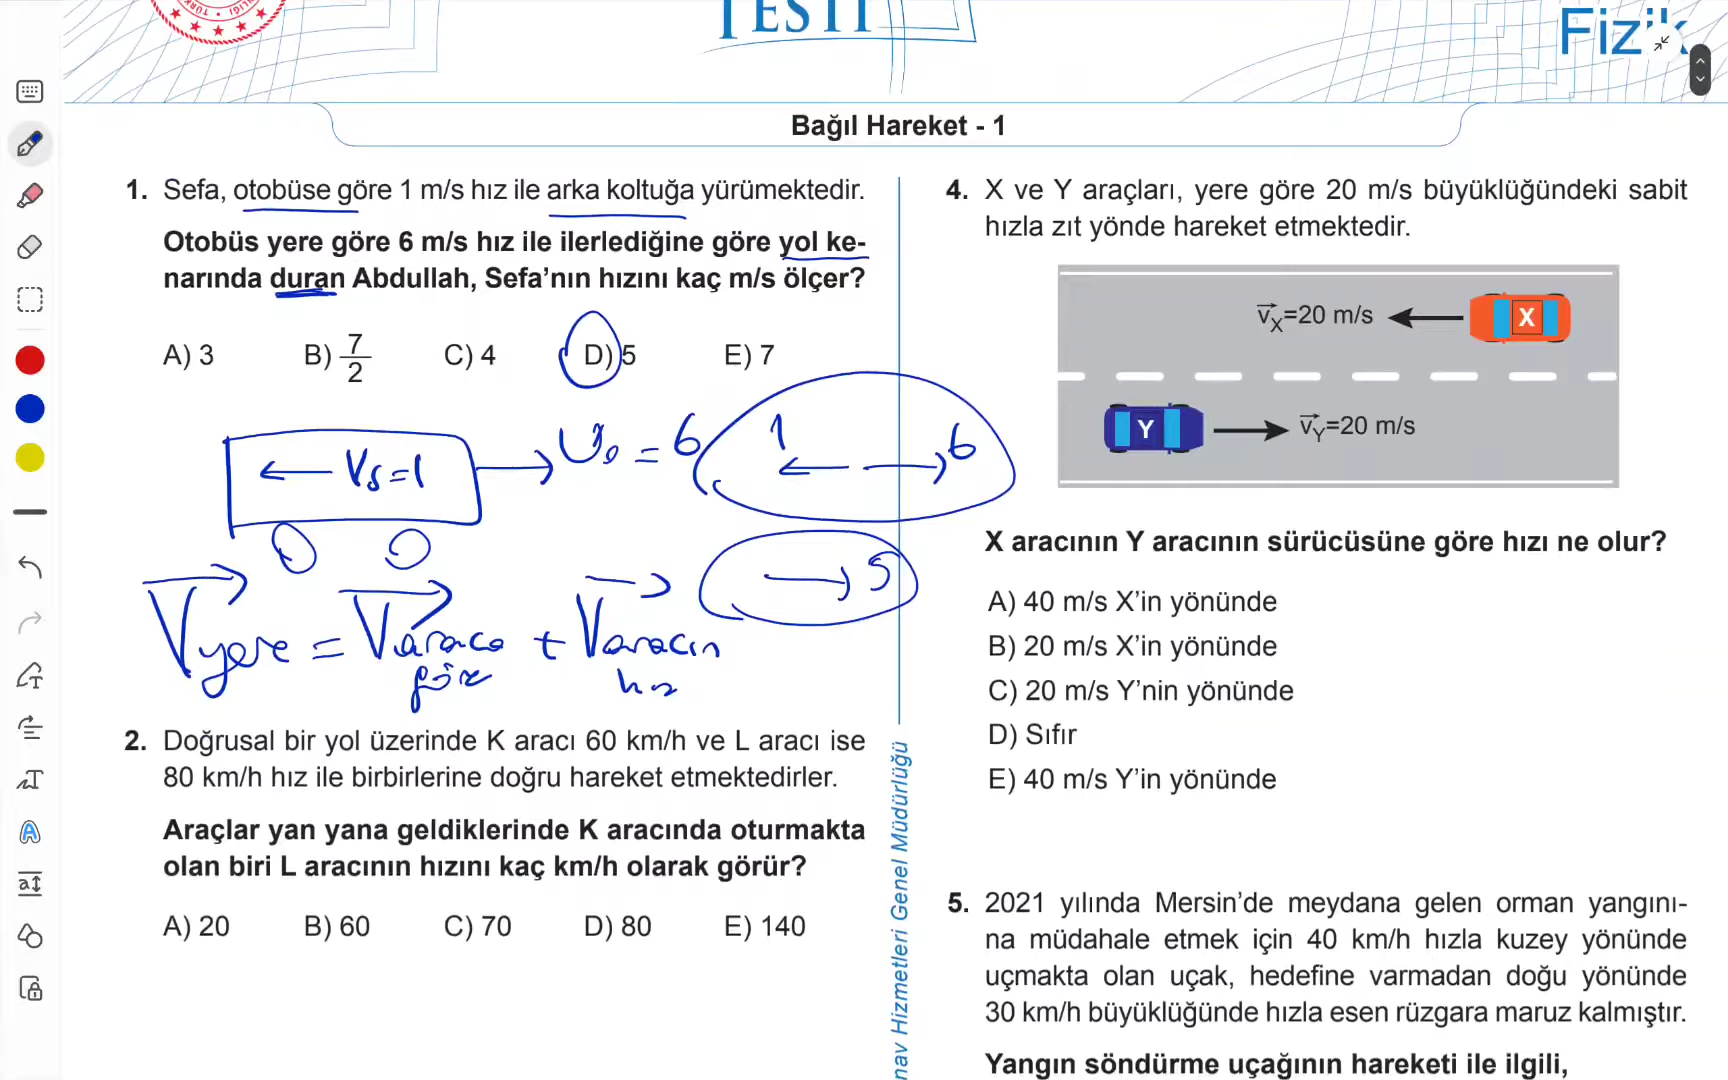 TESTİ
Fizik
Bağıl Hareket - 1
1. Sefa, otobüse göre 1 m/s hız ile arka koltuğa yürümektedir.
Otobüs yere göre 6 m/s hız ile ilerlediğine göre yol ke-
narında duran Abdullah, Sefa'nın hızını kaç m/s ölçer?
A) 3 B) 7/2 C) 4 D) 5 E) 7
Vs=1
= 6
1 6
5
Vyere = Varaca göre + Varacın hızı
2. Doğrusal bir yol üzerinde K aracı 60 km/h ve L aracı ise
80 km/h hız ile birbirlerine doğru hareket etmektedirler.
Araçlar yan yana geldiklerinde K aracında oturmakta
olan biri L aracının hızını kaç km/h olarak görür?
A) 20 B) 60 C) 70 D) 80 E) 140
nav Hizmetleri Genel Müdürlüğü
4. X ve Y araçları, yere göre 20 m/s büyüklüğündeki sabit
hızla zıt yönde hareket etmektedir.
vX=20 m/s
X
Y
vY=20 m/s
X aracının Y aracının sürücüsüne göre hızı ne olur?
A) 40 m/s X'in yönünde
B) 20 m/s X'in yönünde
C) 20 m/s Y'nin yönünde
D) Sıfır
E) 40 m/s Y'in yönünde
5. 2021 yılında Mersin'de meydana gelen orman yangını-
na müdahale etmek için 40 km/h hızla kuzey yönünde
uçmakta olan uçak, hedefine varmadan doğu yönünde
30 km/h büyüklüğünde hızla esen rüzgara maruz kalmıştır.
Yangın söndürme uçağının hareketi ile ilgili,